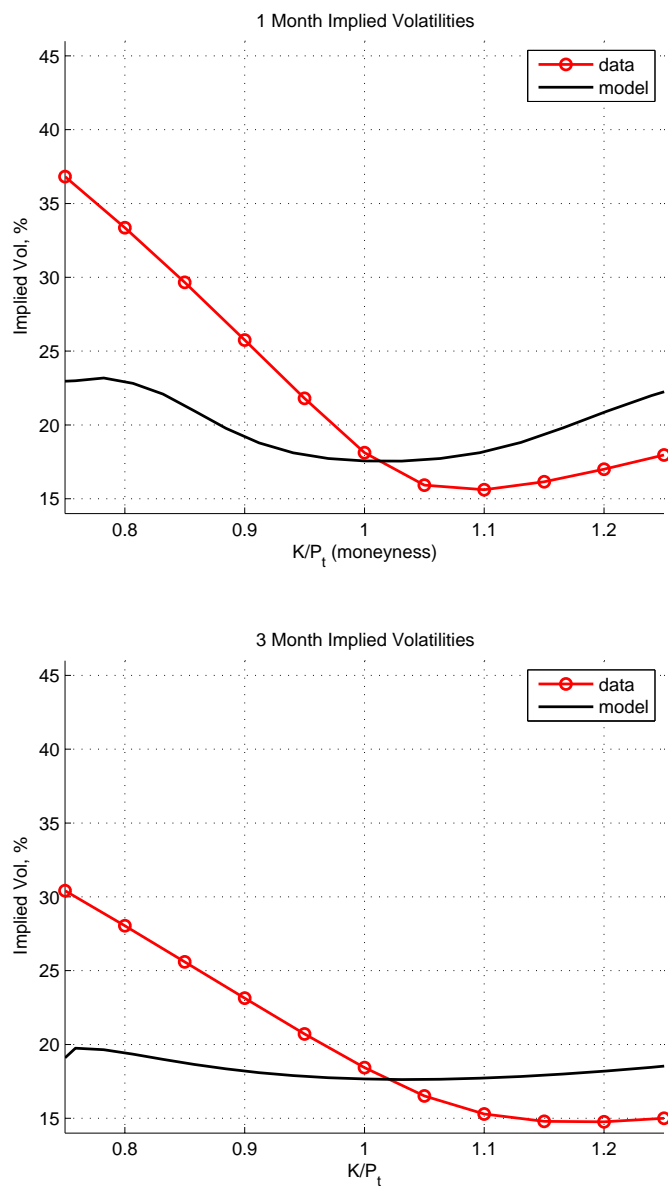 1 Month Implied Volatilities
45
40
35
30
25
20
15
Implied Vol, %
data
model
0.8 0.9 1 1.1 1.2
K/P_t (moneyness)
3 Month Implied Volatilities
45
40
35
30
25
20
15
Implied Vol, %
data
model
0.8 0.9 1 1.1 1.2
K/P_t